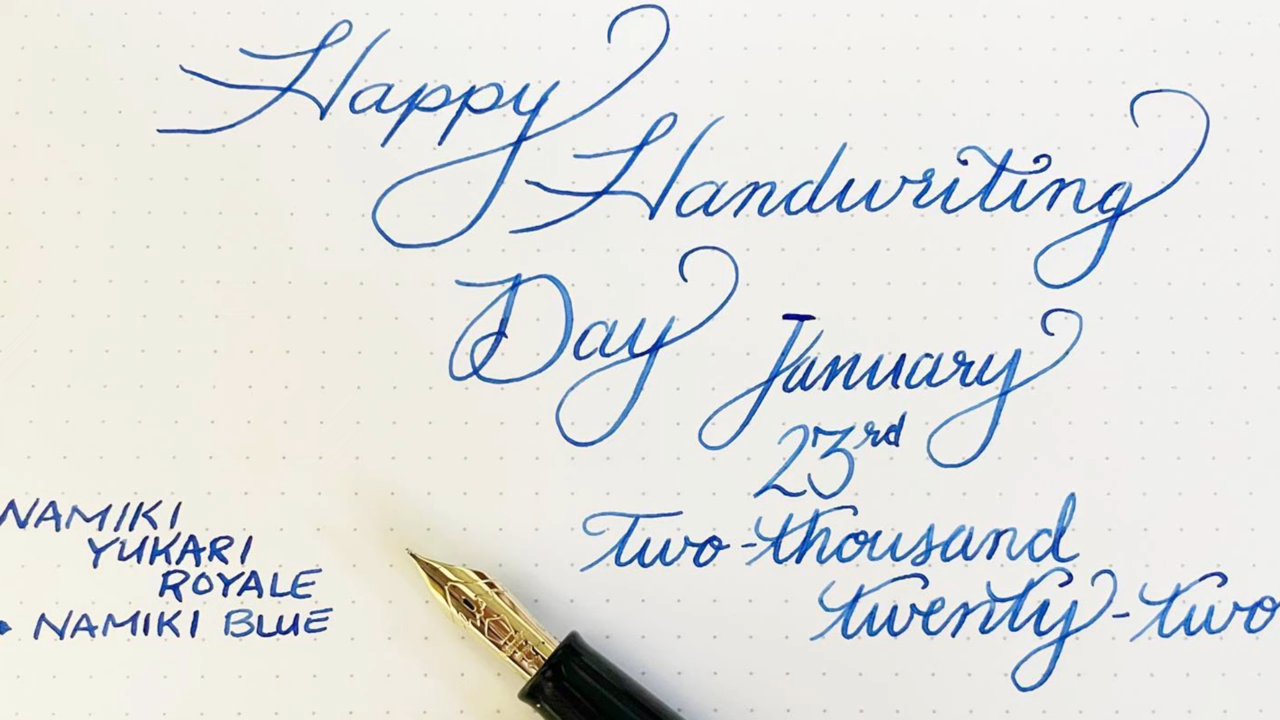 Happy
Handwriting
Day January
23rd
Two-thousand
twenty-two
NAMIKI
YUKARI
ROYALE
• NAMIKI BLUE